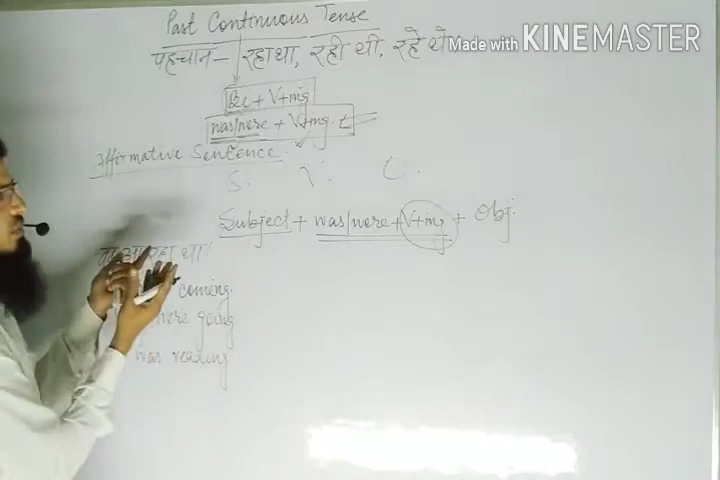 Past Continuous Tense
पहचान - रहा था, रही थी, रहे थे
Made with KINEMASTER
Be + V+ing
was/were + V+ing.
Affirmative Sentence.
S. V. O.
Subject + was/were + V+ing + Obj.
रहा था।
coming.
were going.
was reading